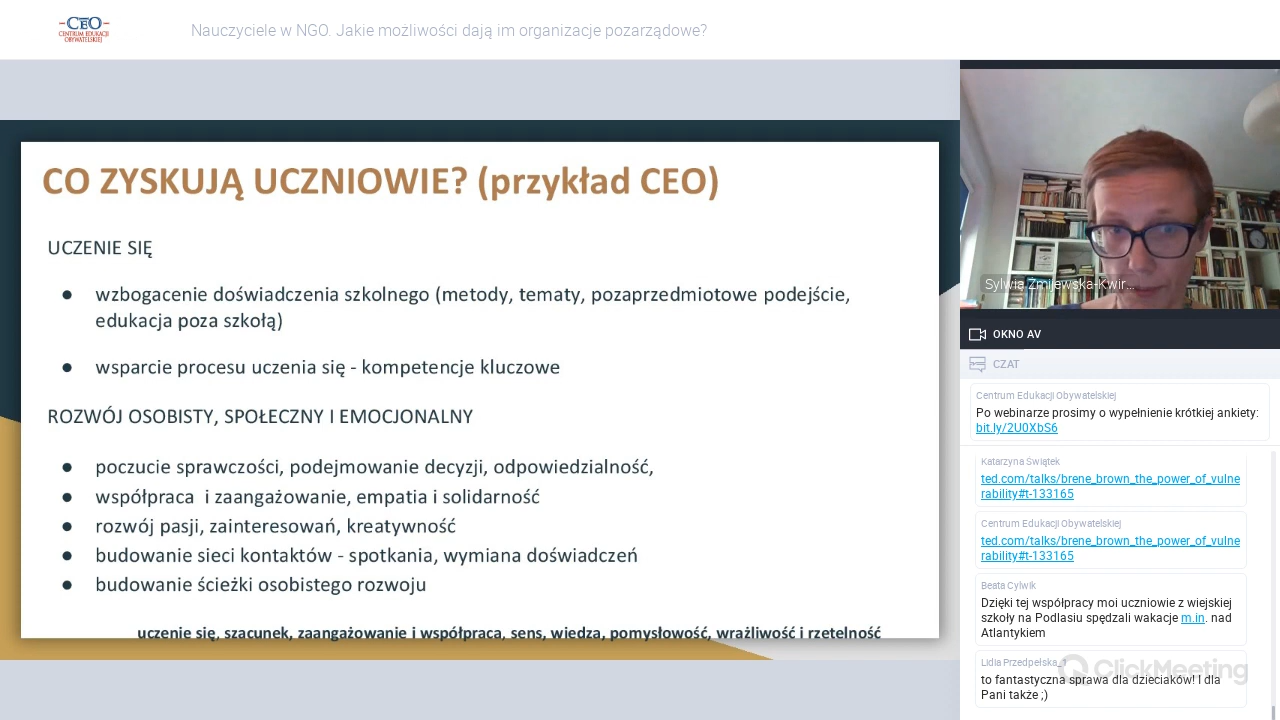 CEO
CENTRUM EDUKACJI
OBYWATELSKIEJ
Nauczyciele w NGO. Jakie możliwości dają im organizacje pozarządowe?
CO ZYSKUJĄ UCZNIOWIE? (przykład CEO)
UCZENIE SIĘ
● wzbogacenie doświadczenia szkolnego (metody, tematy, pozaprzedmiotowe podejście,
edukacja poza szkołą)
● wsparcie procesu uczenia się - kompetencje kluczowe
ROZWÓJ OSOBISTY, SPOŁECZNY I EMOCJONALNY
● poczucie sprawczości, podejmowanie decyzji, odpowiedzialność,
● współpraca i zaangażowanie, empatia i solidarność
● rozwój pasji, zainteresowań, kreatywność
● budowanie sieci kontaktów - spotkania, wymiana doświadczeń
● budowanie ścieżki osobistego rozwoju
uczenie się, szacunek, zaangażowanie i współpraca, sens, wiedza, pomysłowość, wrażliwość i rzetelność
Sylwia Żmijewska-Kwir...
OKNO AV
CZAT
Centrum Edukacji Obywatelskiej
Po webinarze prosimy o wypełnienie krótkiej ankiety:
bit.ly/2U0XbS6
Katarzyna Świątek
ted.com/talks/brene_brown_the_power_of_vulne
rability#t-133165
Centrum Edukacji Obywatelskiej
ted.com/talks/brene_brown_the_power_of_vulne
rability#t-133165
Beata Cylwik
Dzięki tej współpracy moi uczniowie z wiejskiej
szkoły na Podlasiu spędzali wakacje m.in. nad
Atlantykiem
Lidia Przedpełska_1
to fantastyczna sprawa dla dzieciaków! I dla
Pani także ;)
ClickMeeting